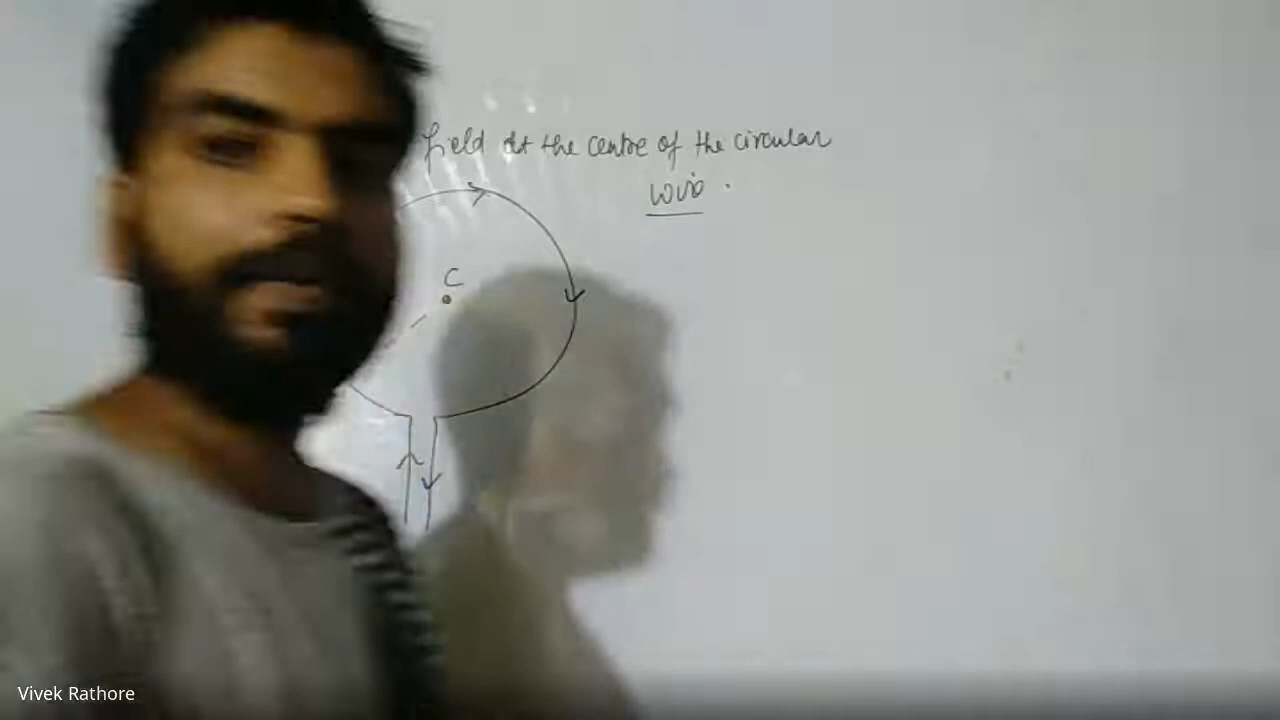 field at the centre of the circular
wire.
C
Vivek Rathore